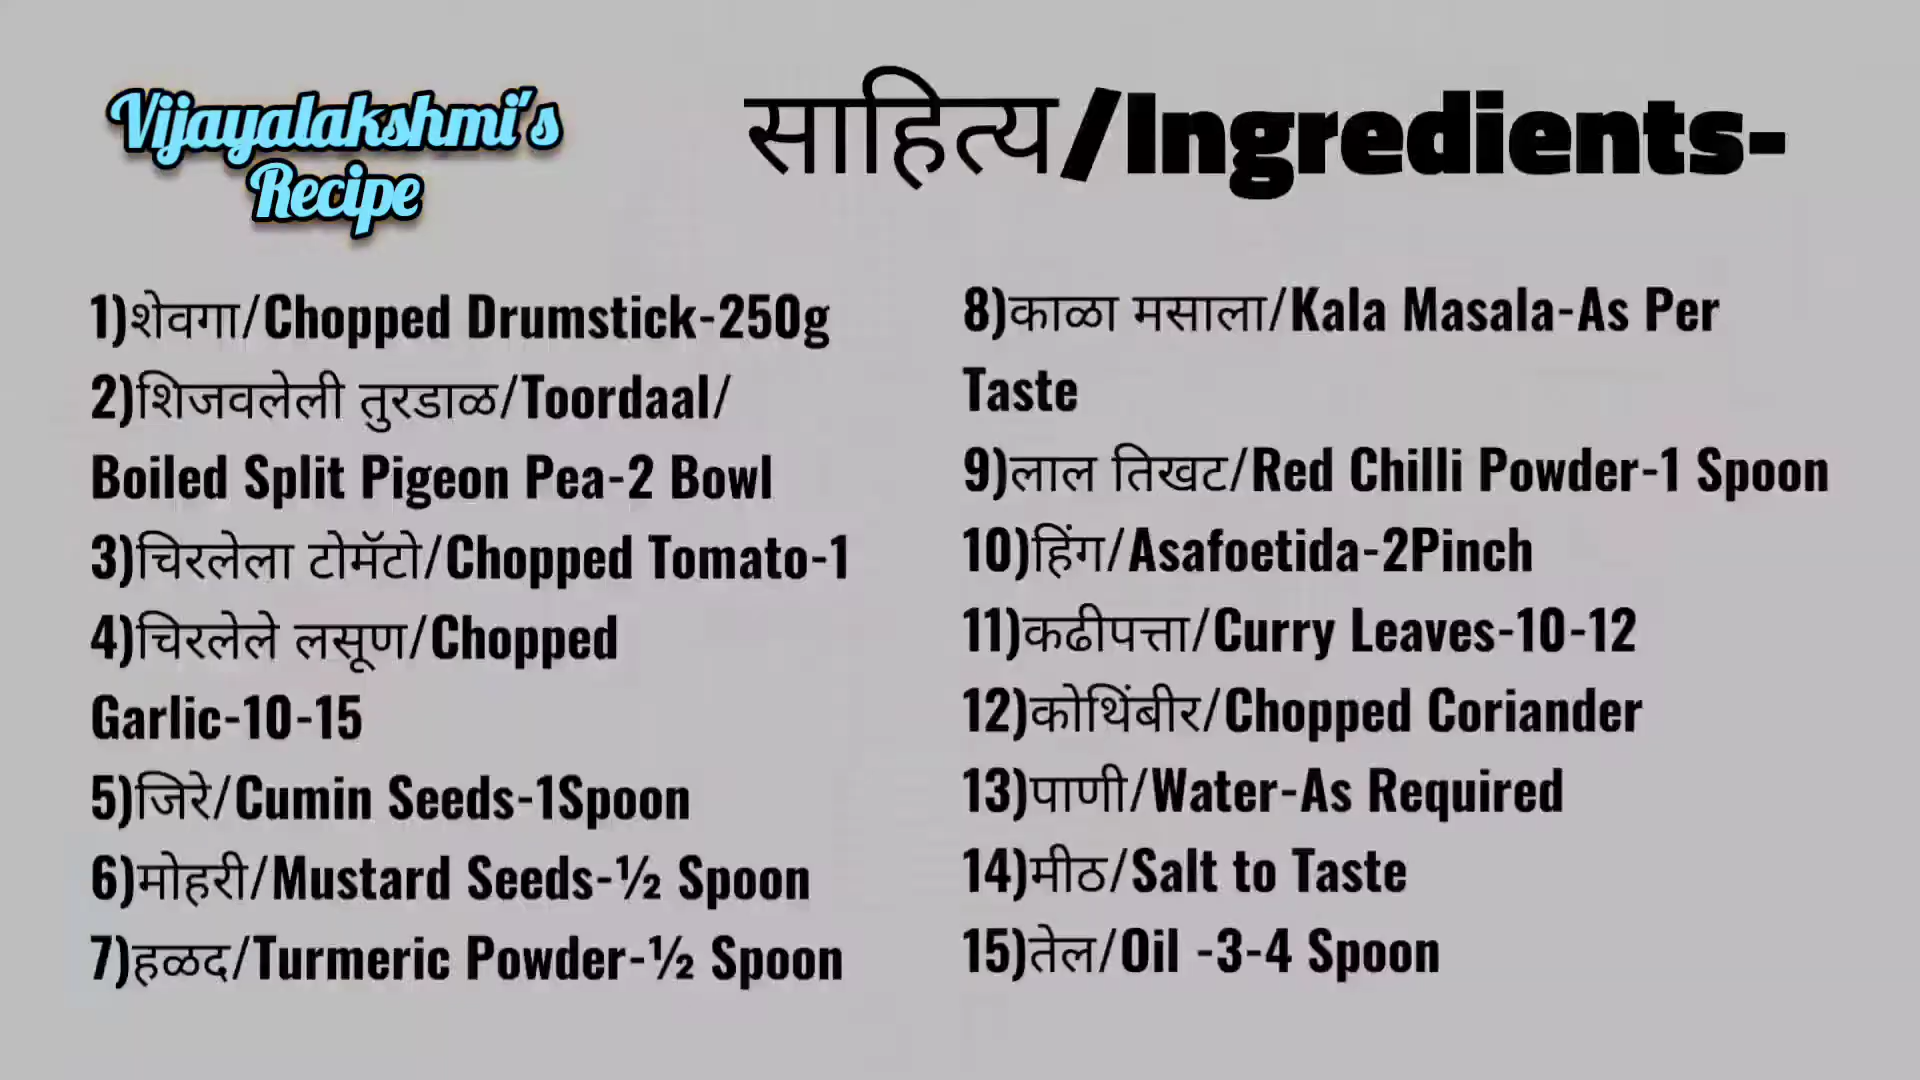 Vijayalakshmi's
Recipe
साहित्य/Ingredients-
1)शेवगा/Chopped Drumstick-250g
2)शिजवलेली तुरडाळ/Toordaal/
Boiled Split Pigeon Pea-2 Bowl
3)चिरलेला टोमॅटो/Chopped Tomato-1
4)चिरलेले लसूण/Chopped
Garlic-10-15
5)जिरे/Cumin Seeds-1Spoon
6)मोहरी/Mustard Seeds-½ Spoon
7)हळद/Turmeric Powder-½ Spoon
8)काळा मसाला/Kala Masala-As Per
Taste
9)लाल तिखट/Red Chilli Powder-1 Spoon
10)हिंग/Asafoetida-2Pinch
11)कढीपत्ता/Curry Leaves-10-12
12)कोथिंबीर/Chopped Coriander
13)पाणी/Water-As Required
14)मीठ/Salt to Taste
15)तेल/Oil -3-4 Spoon